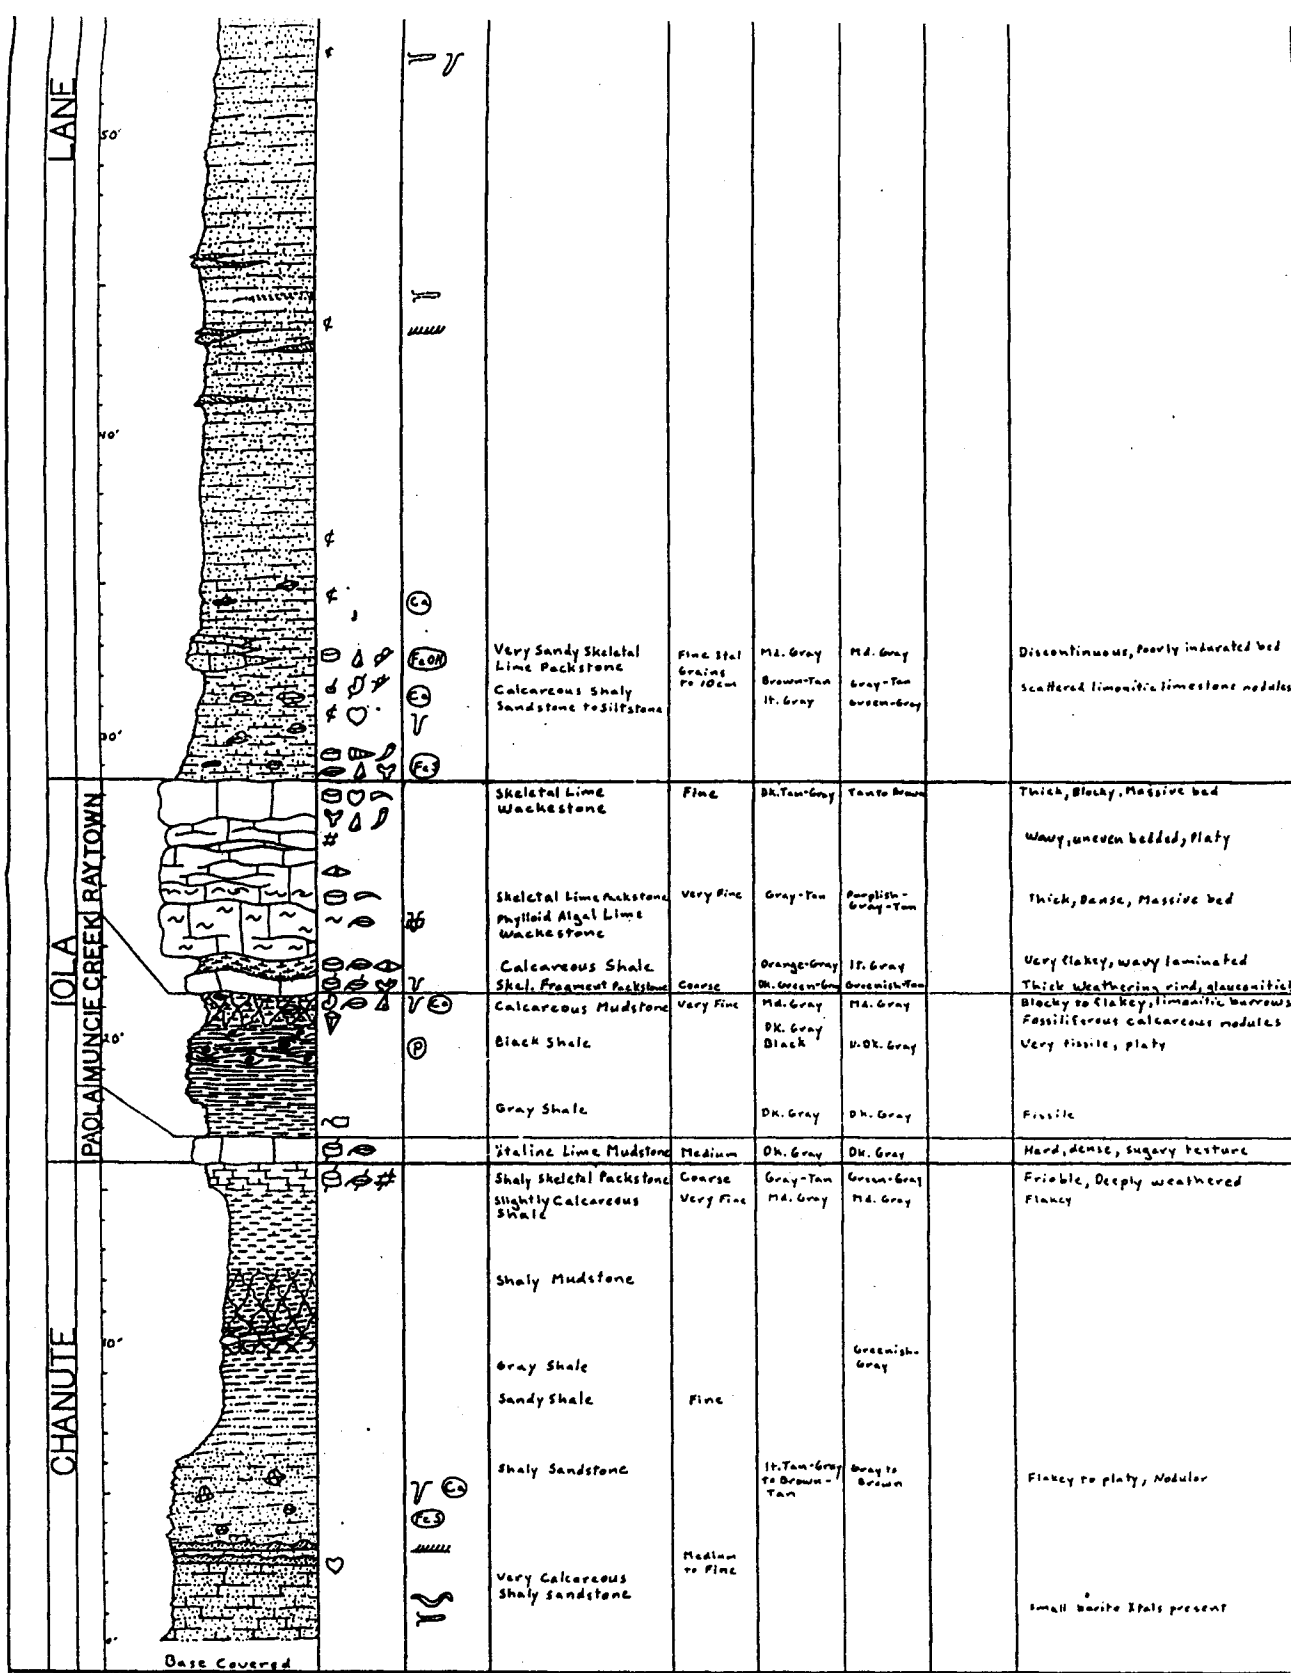 LANE
50'
40'
Ca
FeOH
Very Sandy Skeletal
Lime Packstone
Fine Stal
Grains
to 10cm
Md. Gray
Md. Gray
Discontinuous, Poorly indurated bed
Ca
Calcareous Shaly
Sandstone to Siltstone
Brown-Tan
lt. Gray
Gray-Tan
Green-Gray
Scattered limonitic limestone nodules
30'
FeS
IOLA
RAYTOWN
Skeletal Lime
Wackestone
Fine
Dk.Tan-Gray
Tan to Brown
Thick, Blocky, Massive bed
#
Wavy, uneven bedded, Platy
Skeletal Lime Packstone
Very Fine
Gray-Tan
Purplish-
Gray-Tan
Thick, Dense, Massive bed
Phylloid Algal Lime
Wackestone
Calcareous Shale
Orange-Gray
lt. Gray
Very flakey, wavy laminated
Skel. Fragment Packstone
Coarse
Dk. Green-Gray
Greenish-Tan
Thick weathering rind, glauconitic
MUNCIE CREEK
Ca
Calcareous Mudstone
Very Fine
Md. Gray
Md. Gray
Blocky to flakey, limonitic burrows
Fossiliferous calcareous nodules
20'
P
Black Shale
DK. Gray
Black
V. Dk. Gray
Very fissile, platy
Gray Shale
DK. Gray
Dk. Gray
Fissile
PAOLA
Xtaline Lime Mudstone
Medium
Dk. Gray
Dk. Gray
Hard, dense, sugary texture
CHANUTE
#
Shaly Skeletal Packstone
Coarse
Gray-Tan
Green-Gray
Friable, Deeply weathered
Slightly Calcareous
Shale
Very Fine
Md. Gray
Md. Gray
Flakey
Shaly Mudstone
10'
Greenish-
Gray
Gray Shale
Sandy Shale
Fine
Shaly Sandstone
lt.Tan-Gray
to Brown-
Tan
Gray to
Brown
Flakey to platy, Nodular
Ca
FeS
Medium
to Fine
Very Calcareous
Shaly Sandstone
Small barite Xtals present
0'
Base Covered